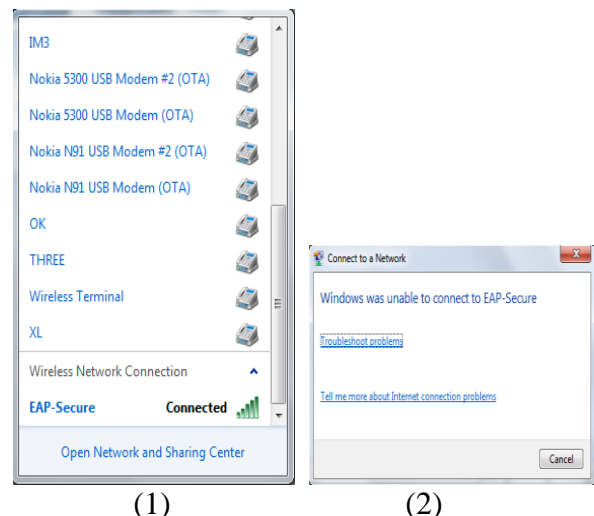 IM3
Nokia 5300 USB Modem #2 (OTA)
Nokia 5300 USB Modem (OTA)
Nokia N91 USB Modem #2 (OTA)
Nokia N91 USB Modem (OTA)
OK
THREE
Wireless Terminal
XL
Wireless Network Connection
EAP-Secure Connected
Open Network and Sharing Center
(1)
Connect to a Network
Windows was unable to connect to EAP-Secure
Troubleshoot problems
Tell me more about Internet connection problems
Cancel
(2)